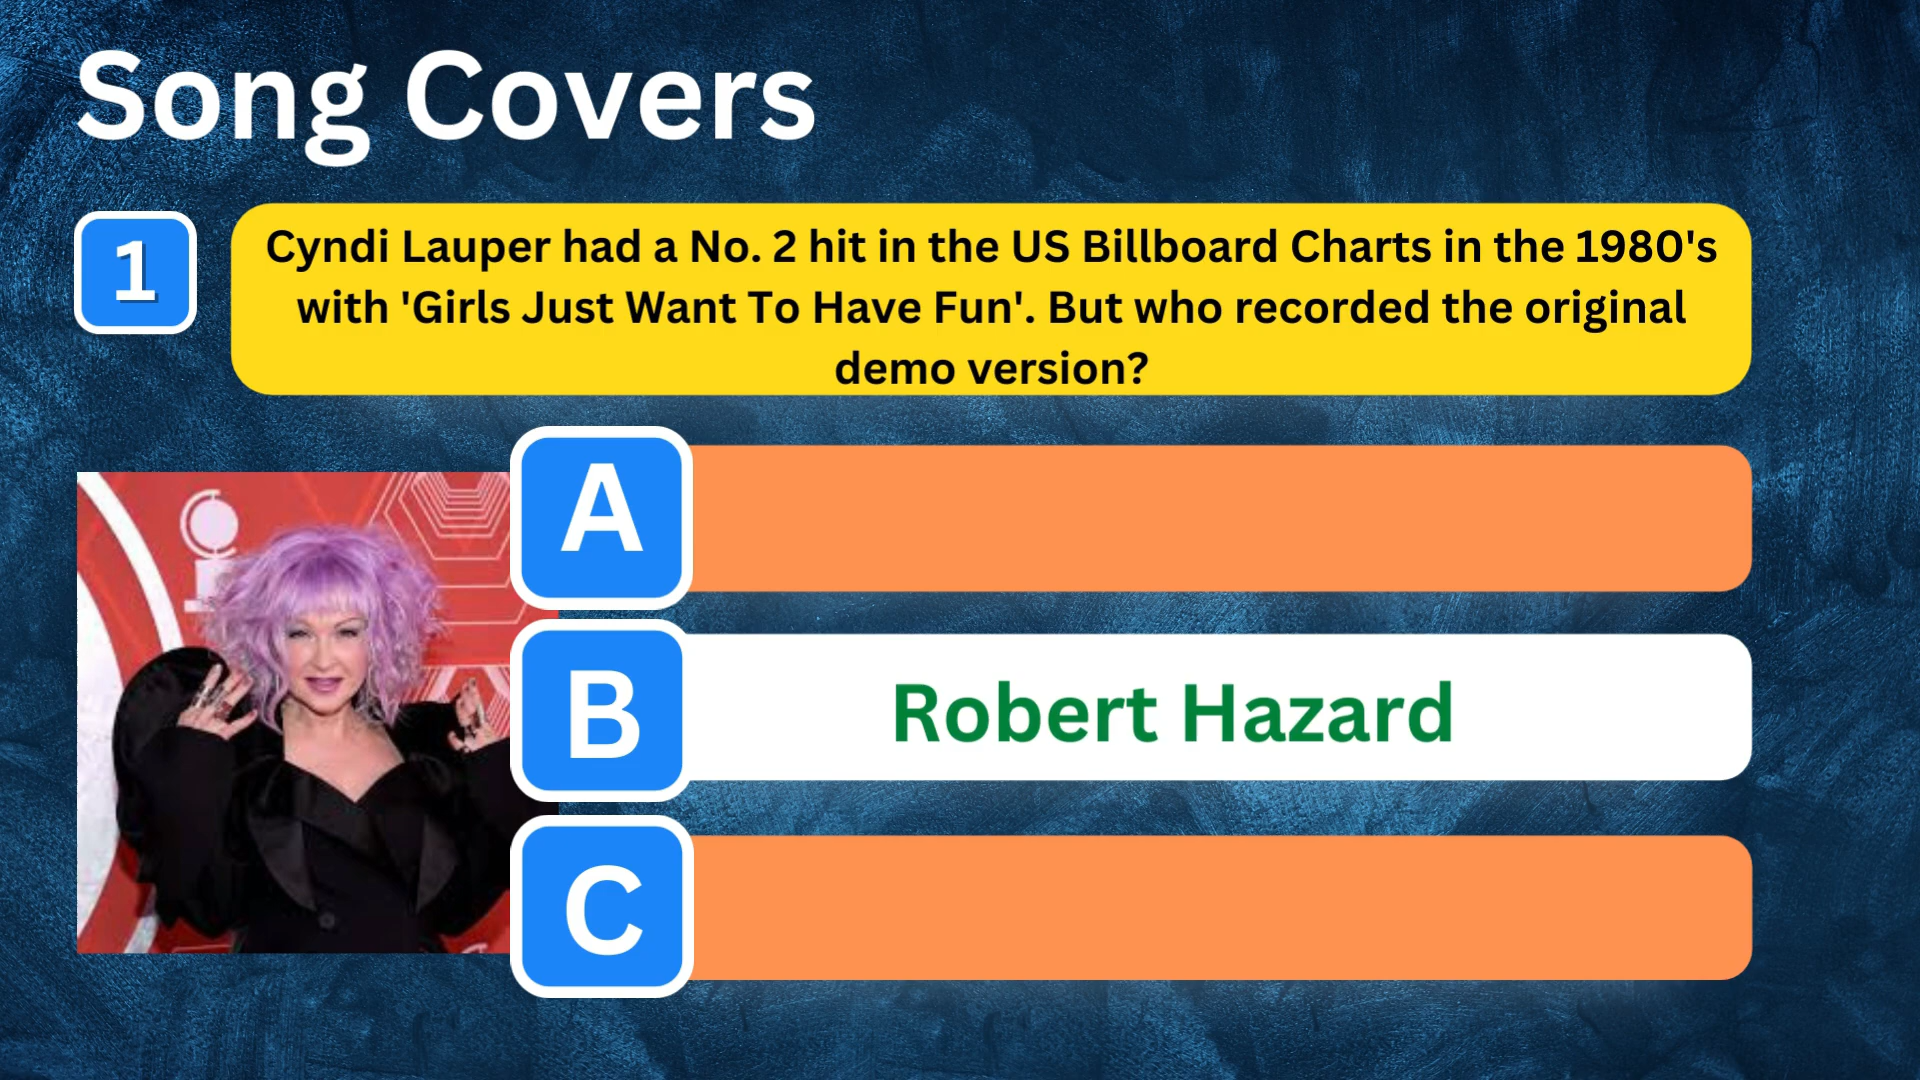 Song Covers
1
Cyndi Lauper had a No. 2 hit in the US Billboard Charts in the 1980's
with 'Girls Just Want To Have Fun'. But who recorded the original
demo version?
A
B
Robert Hazard
C